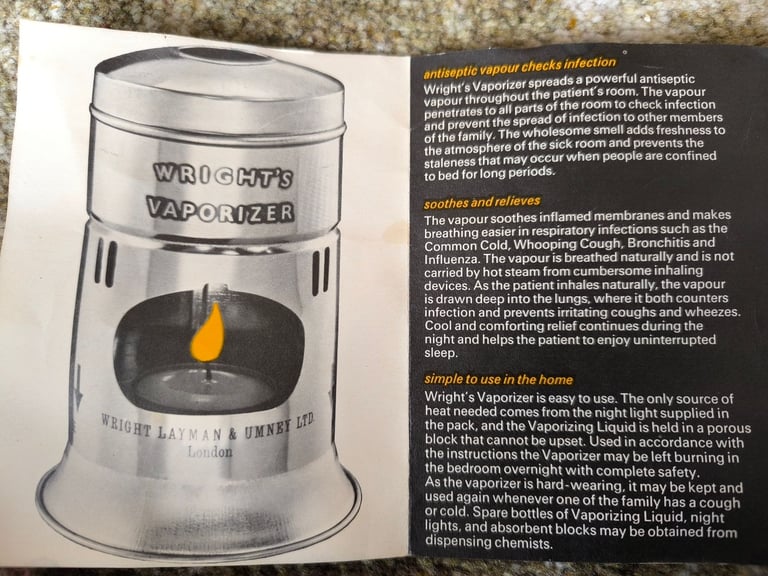 WRIGHT'S
VAPORIZER
WRIGHT LAYMAN & UMNEY LTD.
London
antiseptic vapour checks infection
Wright's Vaporizer spreads a powerful antiseptic
vapour throughout the patient's room. The vapour
penetrates to all parts of the room to check infection
and prevent the spread of infection to other members
of the family. The wholesome smell adds freshness to
the atmosphere of the sick room and prevents the
staleness that may occur when people are confined
to bed for long periods.
soothes and relieves
The vapour soothes inflamed membranes and makes
breathing easier in respiratory infections such as the
Common Cold, Whooping Cough, Bronchitis and
Influenza. The vapour is breathed naturally and is not
carried by hot steam from cumbersome inhaling
devices. As the patient inhales naturally, the vapour
is drawn deep into the lungs, where it both counters
infection and prevents irritating coughs and wheezes.
Cool and comforting relief continues during the
night and helps the patient to enjoy uninterrupted
sleep.
simple to use in the home
Wright's Vaporizer is easy to use. The only source of
heat needed comes from the night light supplied in
the pack, and the Vaporizing Liquid is held in a porous
block that cannot be upset. Used in accordance with
the instructions the Vaporizer may be left burning in
the bedroom overnight with complete safety.
As the vaporizer is hard-wearing, it may be kept and
used again whenever one of the family has a cough
or cold. Spare bottles of Vaporizing Liquid, night
lights, and absorbent blocks may be obtained from
dispensing chemists.